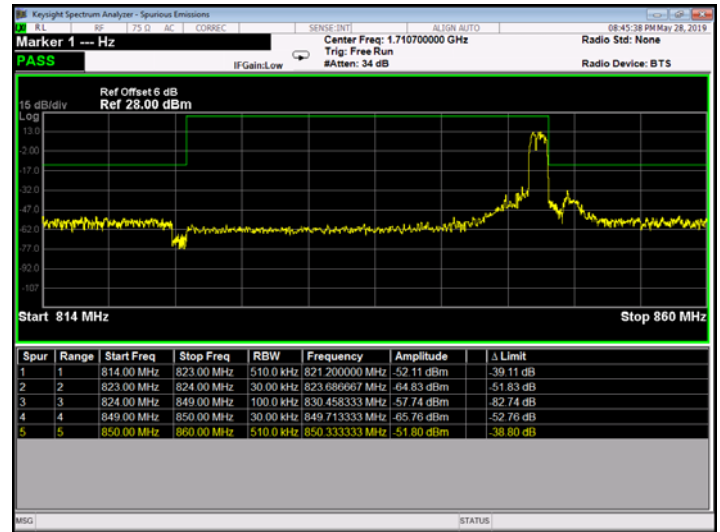 Keysight Spectrum Analyzer - Spurious Emissions
RL RF 75 Ω AC CORREC SENSE:INT ALIGN AUTO 08:45:38 PM May 28, 2019
Marker 1 --- Hz
Center Freq: 1.710700000 GHz
Radio Std: None
Trig: Free Run
PASS
IFGain:Low
#Atten: 34 dB
Radio Device: BTS
Ref Offset 6 dB
15 dB/div Ref 28.00 dBm
Log
13.0
-2.00
-17.0
-32.0
-47.0
-62.0
-77.0
-92.0
-107
Start 814 MHz Stop 860 MHz
Spur Range Start Freq Stop Freq RBW Frequency Amplitude Δ Limit
1 1 814.00 MHz 823.00 MHz 510.0 kHz 821.200000 MHz -52.11 dBm -39.11 dB
2 2 823.00 MHz 824.00 MHz 30.00 kHz 823.686667 MHz -64.83 dBm -51.83 dB
3 3 824.00 MHz 849.00 MHz 100.0 kHz 830.458333 MHz -57.74 dBm -82.74 dB
4 4 849.00 MHz 850.00 MHz 30.00 kHz 849.713333 MHz -65.76 dBm -52.76 dB
5 5 850.00 MHz 860.00 MHz 510.0 kHz 850.333333 MHz -51.80 dBm -38.80 dB
MSG STATUS